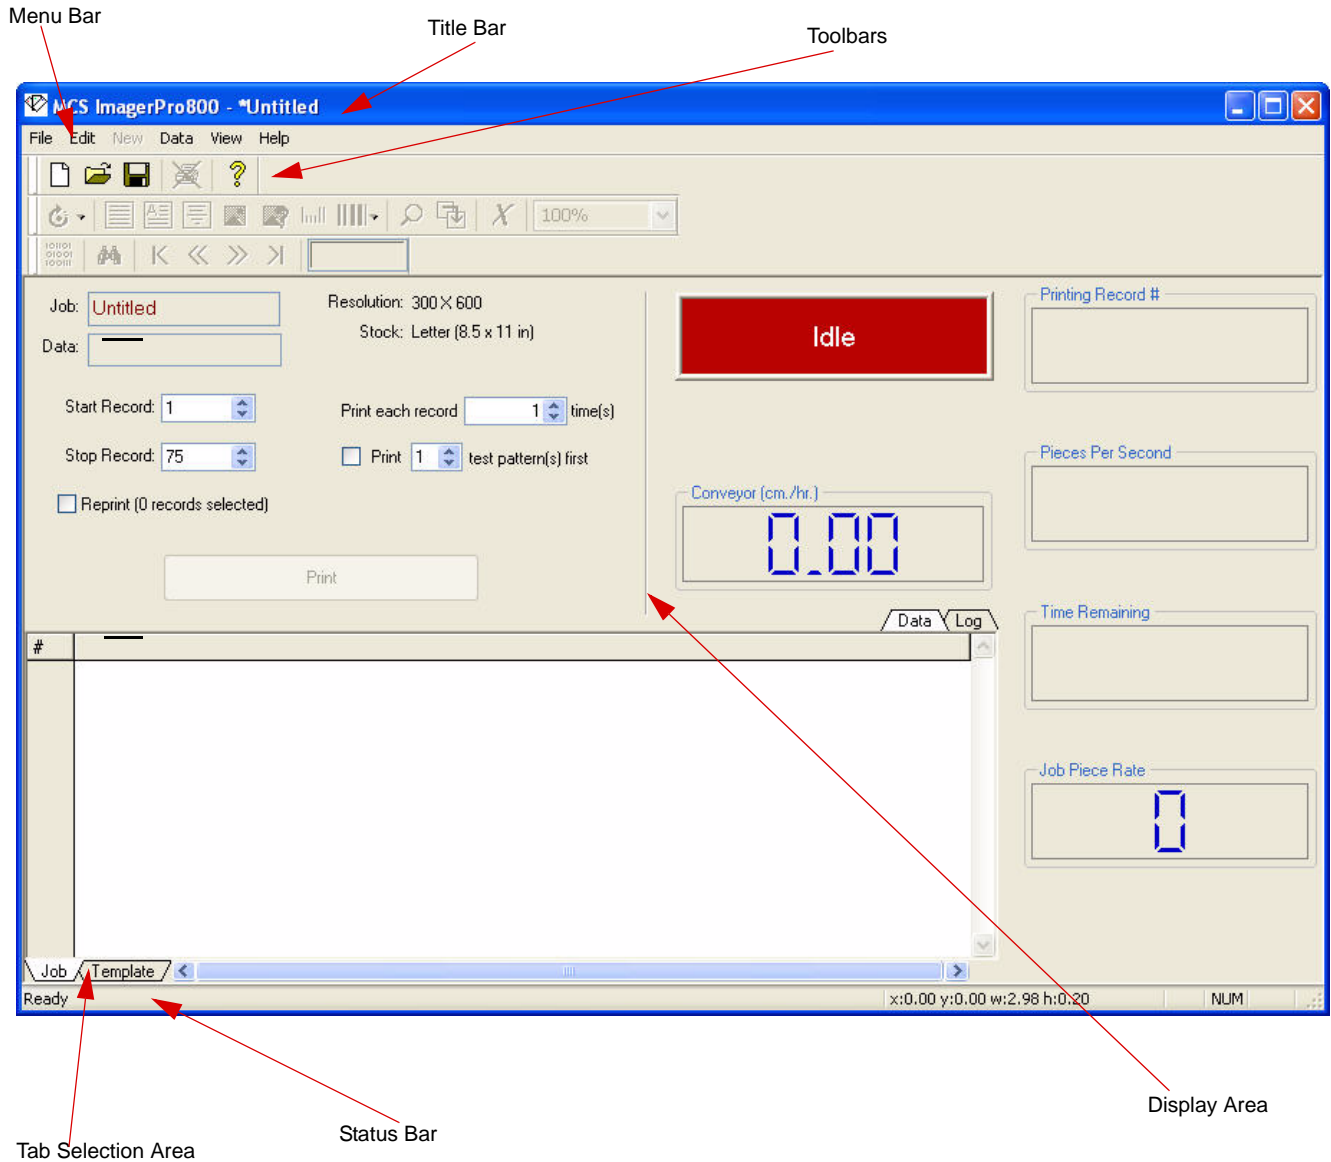 Menu Bar
Title Bar
Toolbars
MCS ImagerPro800 - *Untitled
File Edit New Data View Help
100%
Job: Untitled
Resolution: 300 X 600
Stock: Letter (8.5 x 11 in)
Data:
Start Record: 1
Print each record 1 time(s)
Stop Record: 75
Print 1 test pattern(s) first
Reprint (0 records selected)
Print
Idle
Conveyor (cm./hr.)
0.00
Printing Record #
Pieces Per Second
Time Remaining
Job Piece Rate
0
Data Log
#
Job Template
Ready
x:0.00 y:0.00 w:2.98 h:0.20
NUM
Display Area
Status Bar
Tab Selection Area